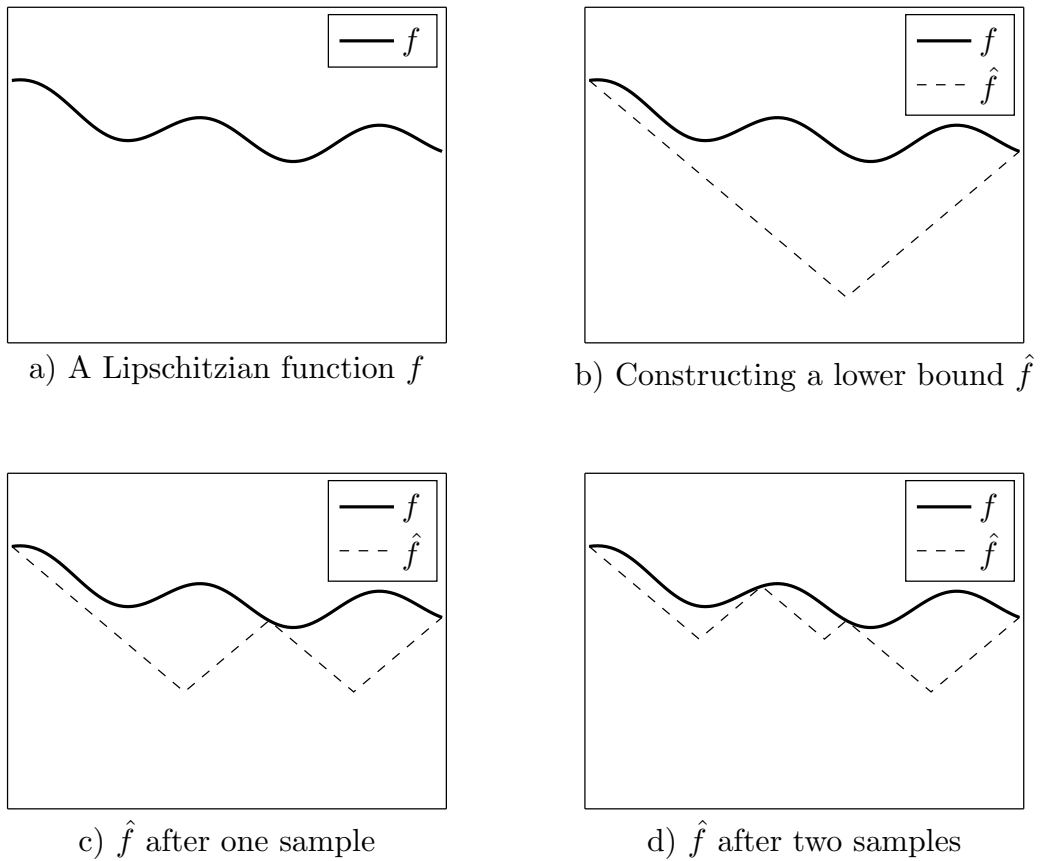 f
f
f̂
a) A Lipschitzian function f
b) Constructing a lower bound f̂
f
f̂
f
f̂
c) f̂ after one sample
d) f̂ after two samples